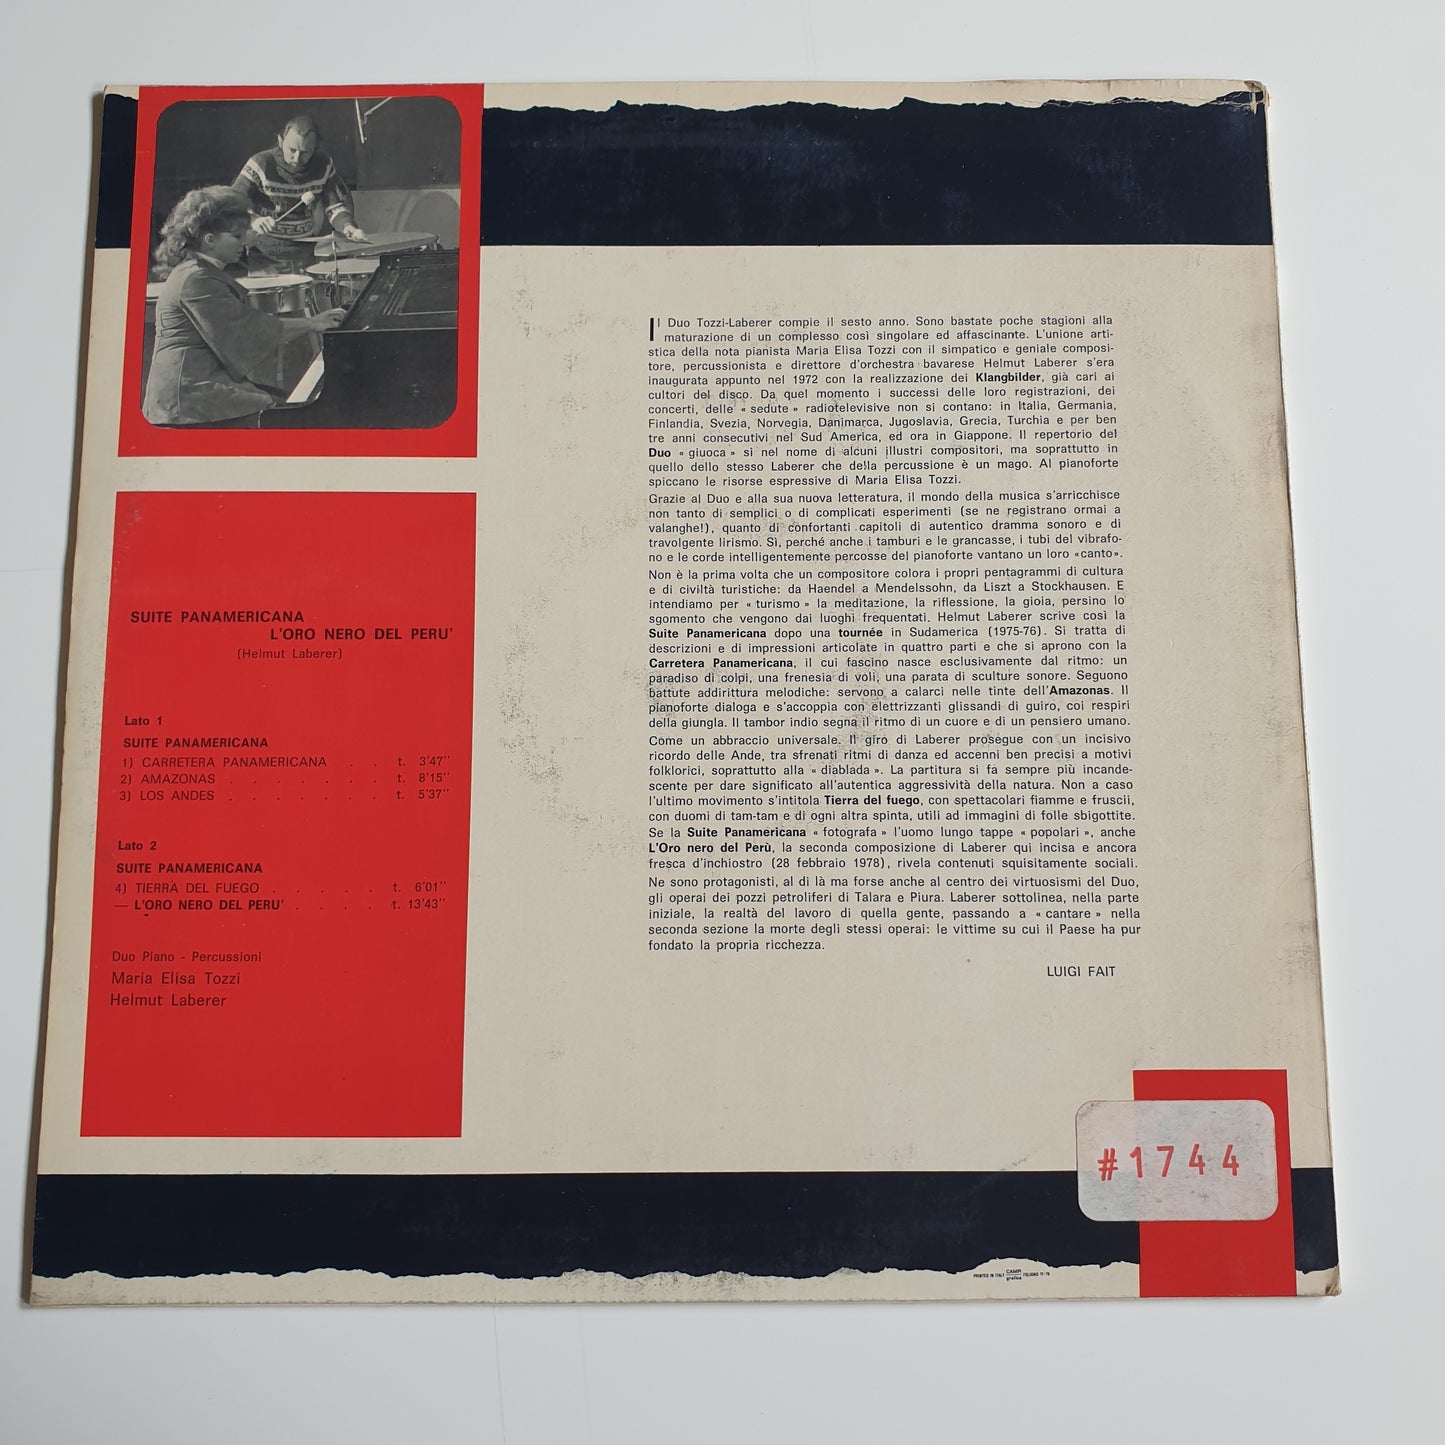 SUITE PANAMERICANA
L'ORO NERO DEL PERU'
(Helmut Laberer)
Lato 1
SUITE PANAMERICANA
1) CARRETERA PANAMERICANA . . t. 3'47''
2) AMAZONAS . . . . . . . t. 8'15''
3) LOS ANDES . . . . . . . t. 5'37''
Lato 2
SUITE PANAMERICANA
4) TIERRA DEL FUEGO . . . . . t. 6'01''
— L'ORO NERO DEL PERU' . . . . t. 13'43''
Duo Piano - Percussioni
Maria Elisa Tozzi
Helmut Laberer
Il Duo Tozzi-Laberer compie il sesto anno. Sono bastate poche stagioni alla
maturazione di un complesso così singolare ed affascinante. L'unione arti-
stica della nota pianista Maria Elisa Tozzi con il simpatico e geniale composi-
tore, percussionista e direttore d'orchestra bavarese Helmut Laberer s'era
inaugurata appunto nel 1972 con la realizzazione dei Klangbilder, già cari ai
cultori del disco. Da quel momento i successi delle loro registrazioni, dei
concerti, delle « sedute » radiotelevisive non si contano: in Italia, Germania,
Finlandia, Svezia, Norvegia, Danimarca, Jugoslavia, Grecia, Turchia e per ben
tre anni consecutivi nel Sud America, ed ora in Giappone. Il repertorio del
Duo « giuoca » sì nel nome di alcuni illustri compositori, ma soprattutto in
quello dello stesso Laberer che della percussione è un mago. Al pianoforte
spiccano le risorse espressive di Maria Elisa Tozzi.
Grazie al Duo e alla sua nuova letteratura, il mondo della musica s'arricchisce
non tanto di semplici o di complicati esperimenti (se ne registrano ormai a
valanghe!), quanto di confortanti capitoli di autentico dramma sonoro e di
travolgente lirismo. Sì, perché anche i tamburi e le grancasse, i tubi del vibrafo-
no e le corde intelligentemente percosse del pianoforte vantano un loro «canto».
Non è la prima volta che un compositore colora i propri pentagrammi di cultura
e di civiltà turistiche: da Haendel a Mendelssohn, da Liszt a Stockhausen. E
intendiamo per « turismo » la meditazione, la riflessione, la gioia, persino lo
sgomento che vengono dai luoghi frequentati. Helmut Laberer scrive così la
Suite Panamericana dopo una tournée in Sudamerica (1975-76). Si tratta di
descrizioni e di impressioni articolate in quattro parti e che si aprono con la
Carretera Panamericana, il cui fascino nasce esclusivamente dal ritmo: un
paradiso di colpi, una frenesia di voli, una parata di sculture sonore. Seguono
battute addirittura melodiche: servono a calarci nelle tinte dell'Amazonas. Il
pianoforte dialoga e s'accoppia con elettrizzanti glissandi di guiro, coi respiri
della giungla. Il tambor indio segna il ritmo di un cuore e di un pensiero umano.
Come un abbraccio universale. Il giro di Laberer prosegue con un incisivo
ricordo delle Ande, tra sfrenati ritmi di danza ed accenni ben precisi a motivi
folklorici, soprattutto alla « diablada ». La partitura si fa sempre più incande-
scente per dare significato all'autentica aggressività della natura. Non a caso
l'ultimo movimento s'intitola Tierra del fuego, con spettacolari fiamme e fruscii,
con duomi di tam-tam e di ogni altra spinta, utili ad immagini di folle sbigottite.
Se la Suite Panamericana « fotografa » l'uomo lungo tappe « popolari », anche
L'Oro nero del Perù, la seconda composizione di Laberer qui incisa e ancora
fresca d'inchiostro (28 febbraio 1978), rivela contenuti squisitamente sociali.
Ne sono protagonisti, al di là ma forse anche al centro dei virtuosismi del Duo,
gli operai dei pozzi petroliferi di Talara e Piura. Laberer sottolinea, nella parte
iniziale, la realtà del lavoro di quella gente, passando a « cantare » nella
seconda sezione la morte degli stessi operai: le vittime su cui il Paese ha pur
fondato la propria ricchezza.
LUIGI FAIT
#1744
PRINTED IN ITALY CAMPI grafica FOLIGNO